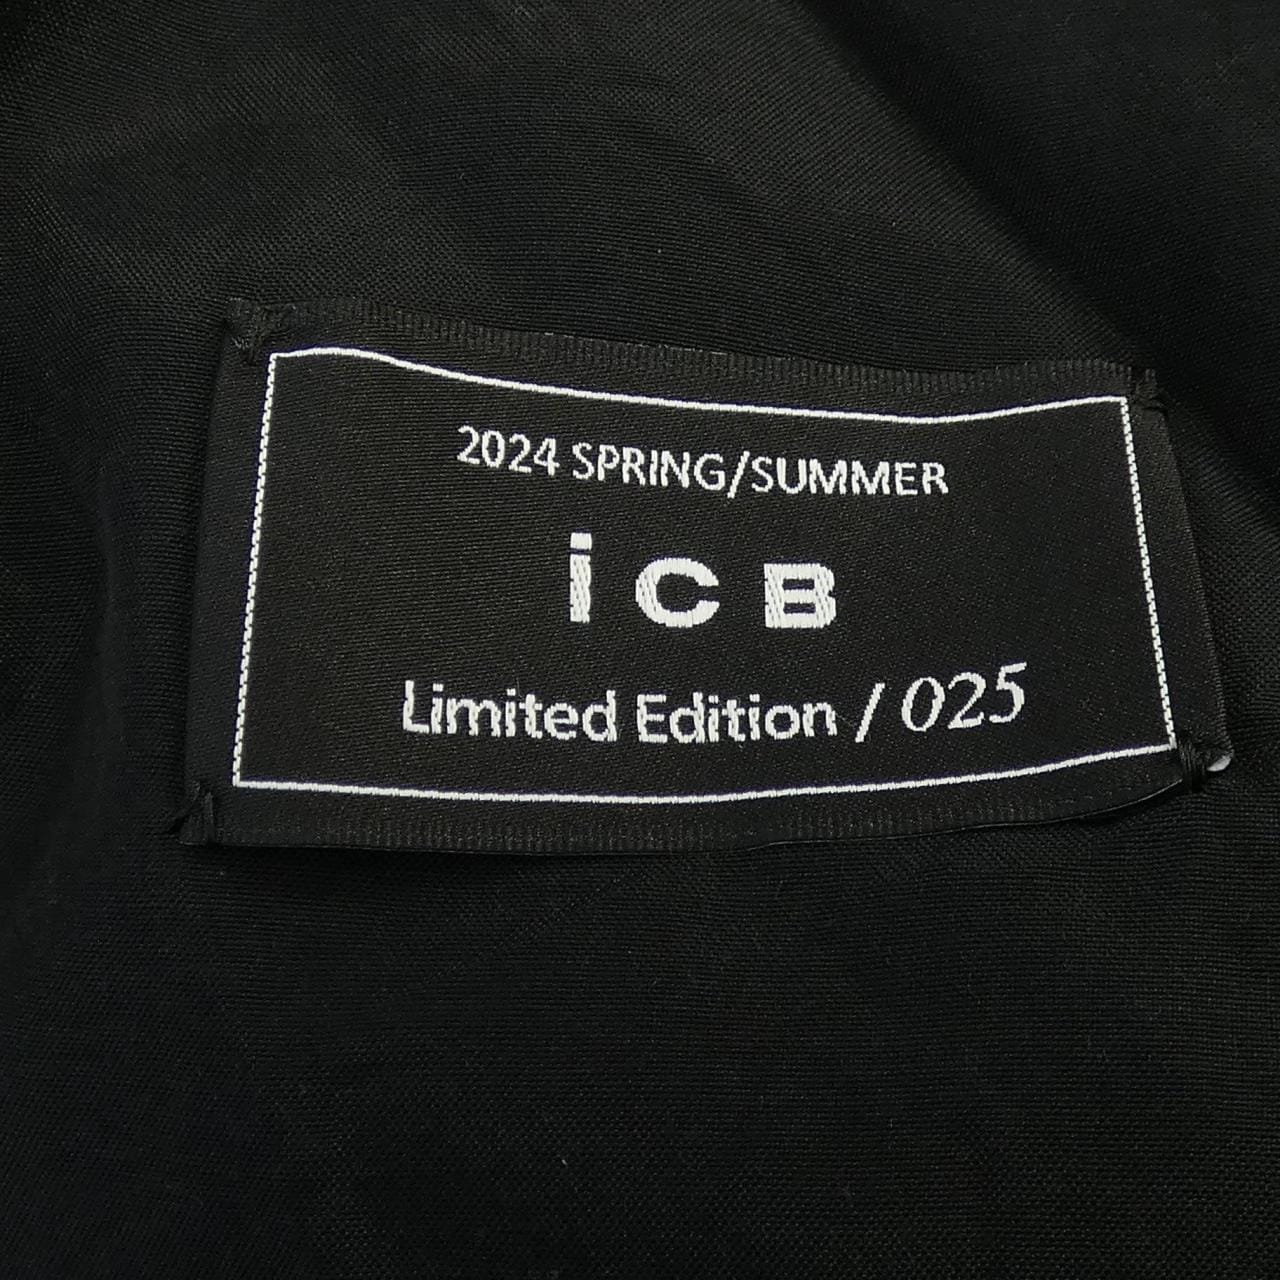 2024 SPRING/SUMMER
iCB
Limited Edition / 025